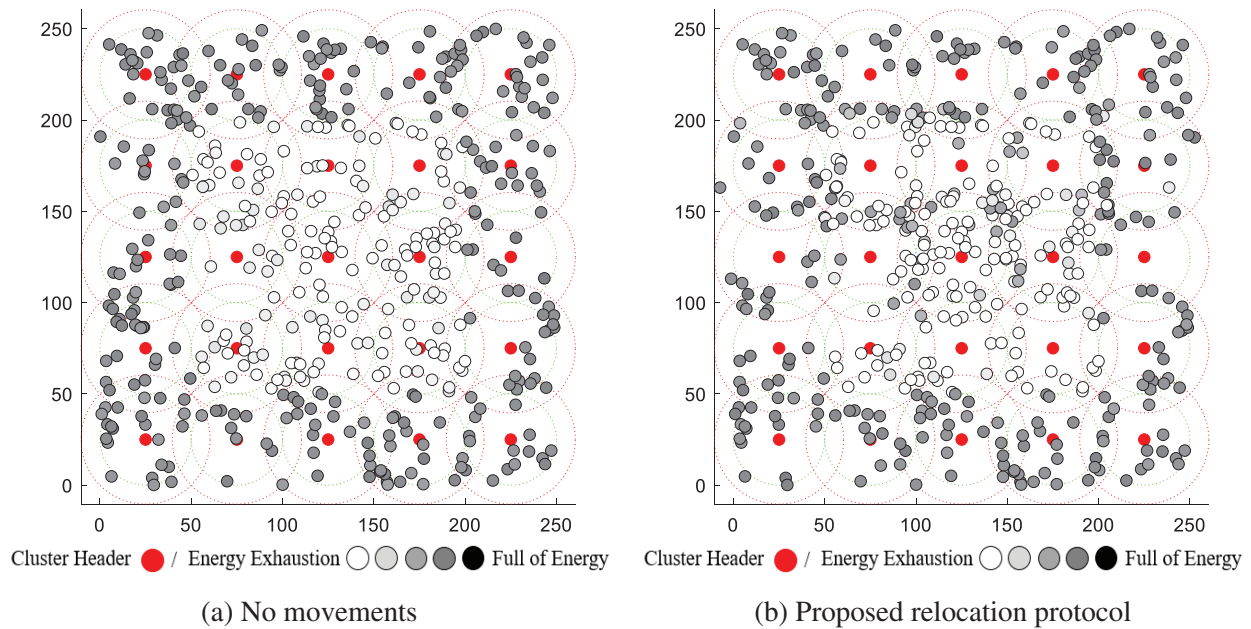 250
200
150
100
50
0
0 50 100 150 200 250
Cluster Header / Energy Exhaustion Full of Energy
(a) No movements
250
200
150
100
50
0
0 50 100 150 200 250
Cluster Header / Energy Exhaustion Full of Energy
(b) Proposed relocation protocol